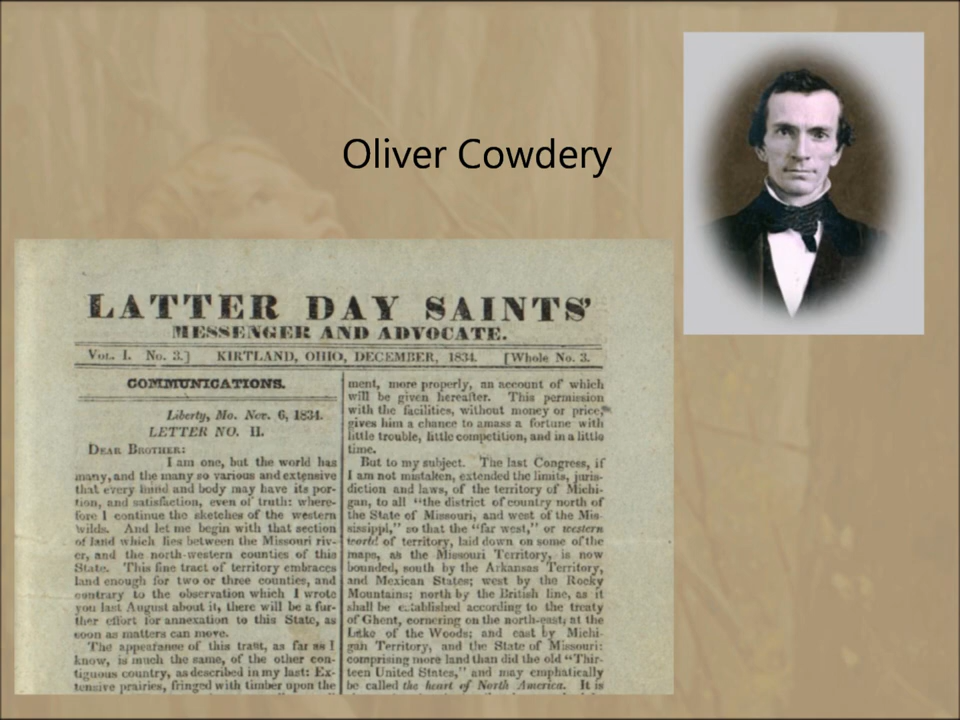 Oliver Cowdery
LATTER DAY SAINTS'
MESSENGER AND ADVOCATE.
Vol. I. No. 3.] KIRTLAND, OHIO, DECEMBER, 1834. [Whole No. 3.
COMMUNICATIONS.
Liberty, Mo. Nov. 6, 1834.
LETTER NO. II.
DEAR BROTHER:
I am one, but the world has
many, and the many so various and extensive
that every mind and body may have its por-
tion, and satisfaction, even of truth: where-
fore I continue the sketches of the western
wilds. And let me begin with that section
of land which lies between the Missouri riv-
er, and the north-western counties of this
State. This fine tract of territory embraces
land enough for two or three counties, and
contrary to the observation which I wrote
you last August about it, there will be a fur-
ther effort for annexation to this State, as
soon as matters can move.
The appearance of this tract, as far as I
know, is much the same, of the other con-
tiguous country, as described in my last: Ex-
tensive prairies, fringed with timber upon the
ment, more properly, an account of which
will be given hereafter. This permission
with the facilities, without money or price,
gives him a chance to amass a fortune with
little trouble, little competition, and in a little
time.
But to my subject. The last Congress, if
I am not mistaken, extended the limits, juris-
diction and laws, of the territory of Michi-
gan, to all "the district of country north of
the State of Missouri, and west of the Mis-
sissippi," so that the "far west," or western
world of territory, laid down on some of the
maps, as the Missouri Territory, is now
bounded, south by the Arkansas Territory,
and Mexican States; west by the Rocky
Mountains; north by the British line, as it
shall be established according to the treaty
of Ghent, cornering on the north-east, at the
Lake of the Woods; and east by Michi-
gan Territory, and the State of Missouri:
comprising more land than did the old "Thir-
teen United States," and may emphatically
be called the heart of North America. It is